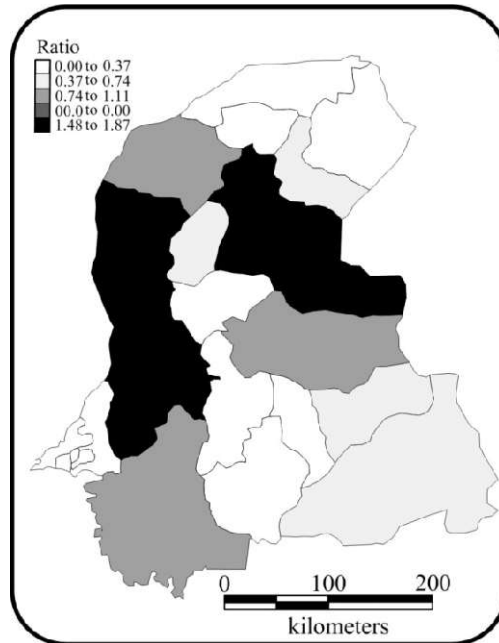 Ratio
0.00 to 0.37
0.37 to 0.74
0.74 to 1.11
00.0 to 0.00
1.48 to 1.87
0 100 200
kilometers